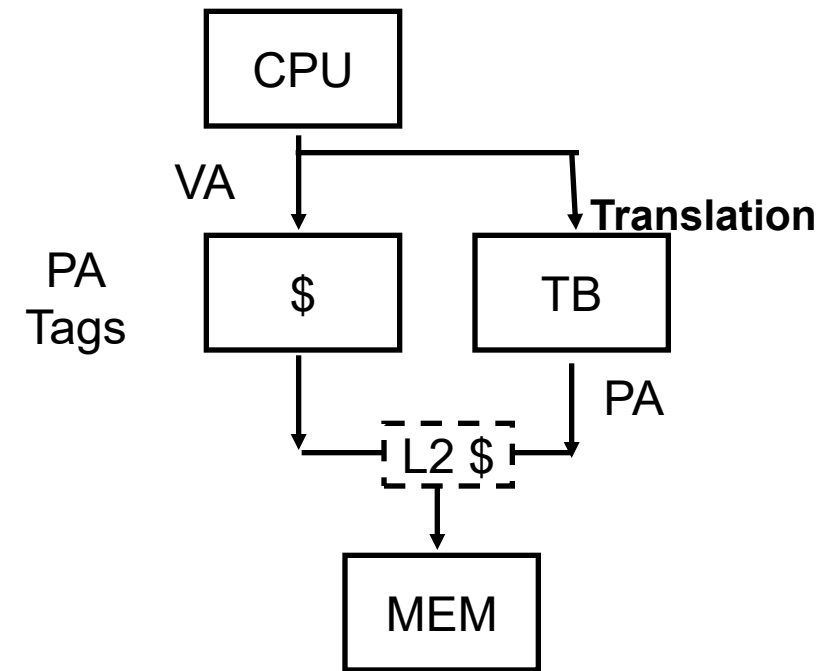 CPU
VA
Translation
PA
Tags
$
TB
PA
L2 $
MEM